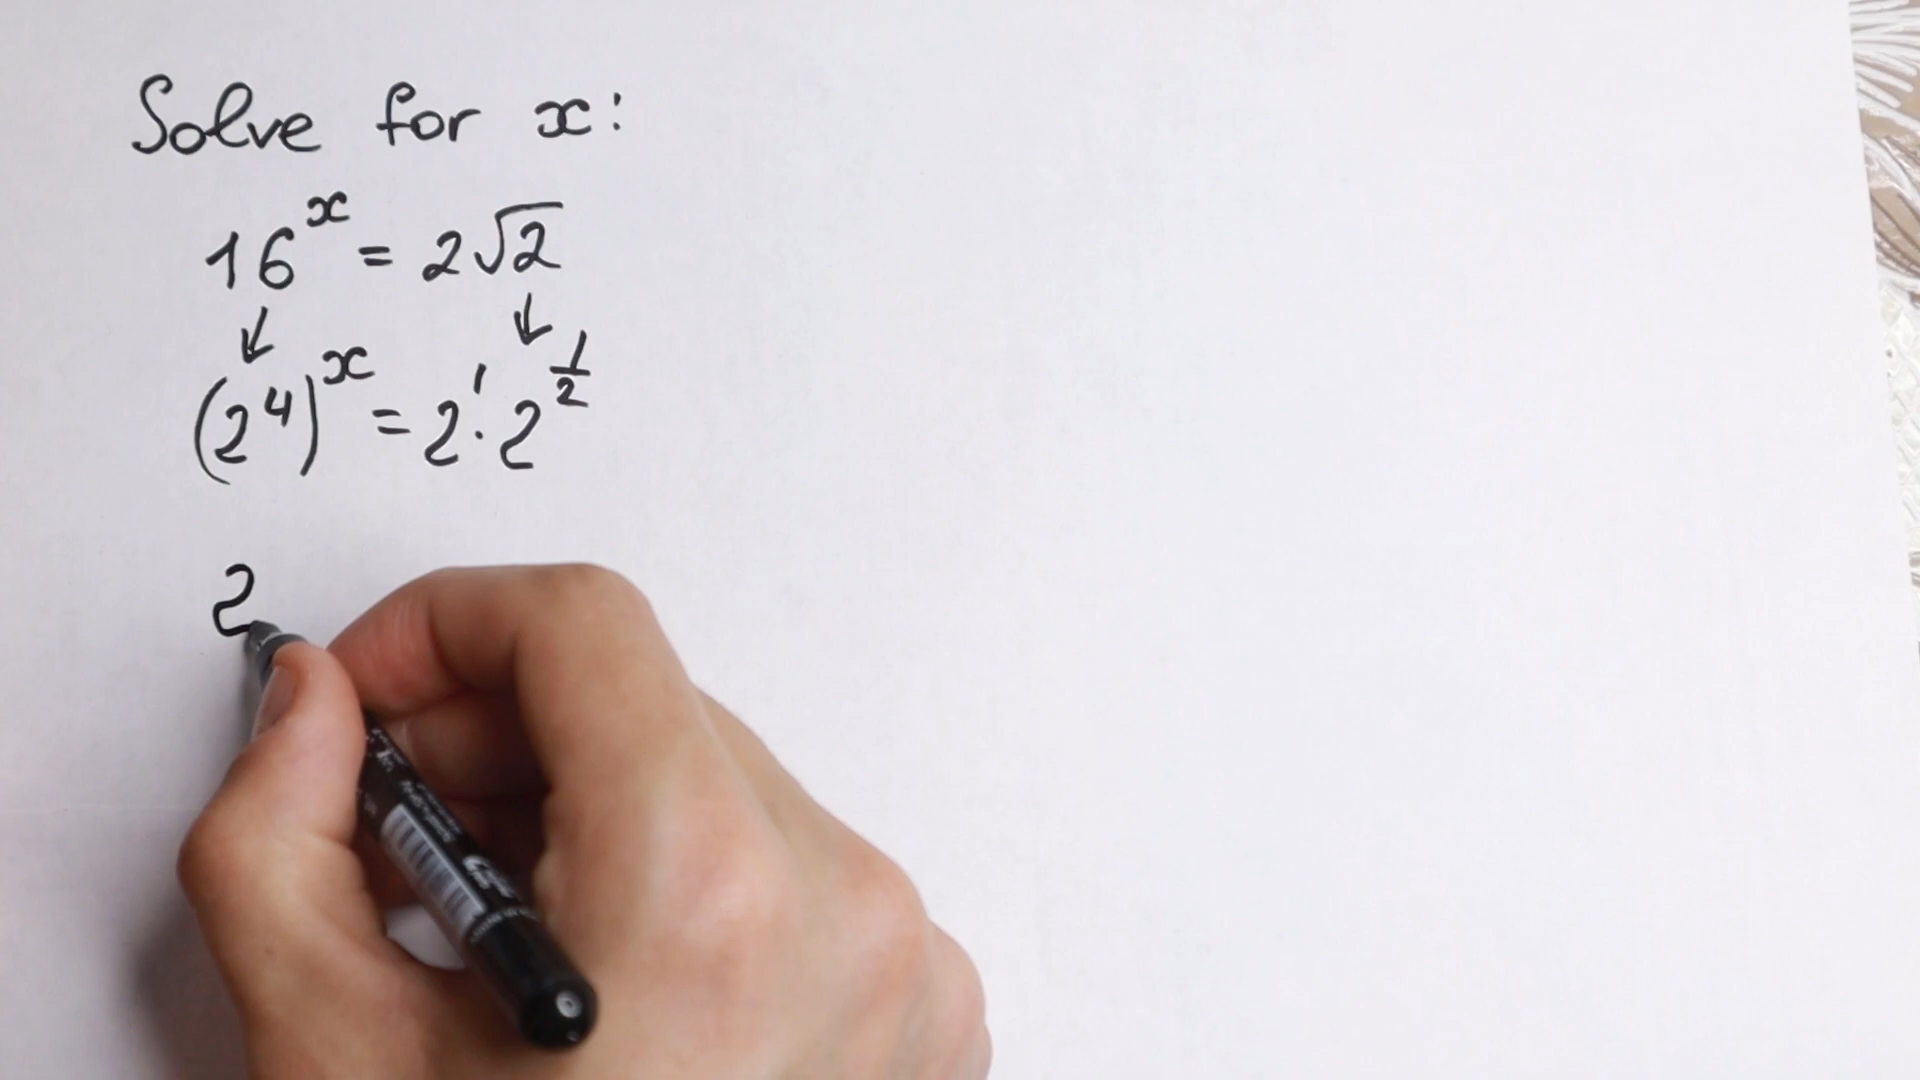 Solve for x:
16^x = 2√2
↓ ↓
(2^4)^x = 2^1 · 2^(1/2)
2